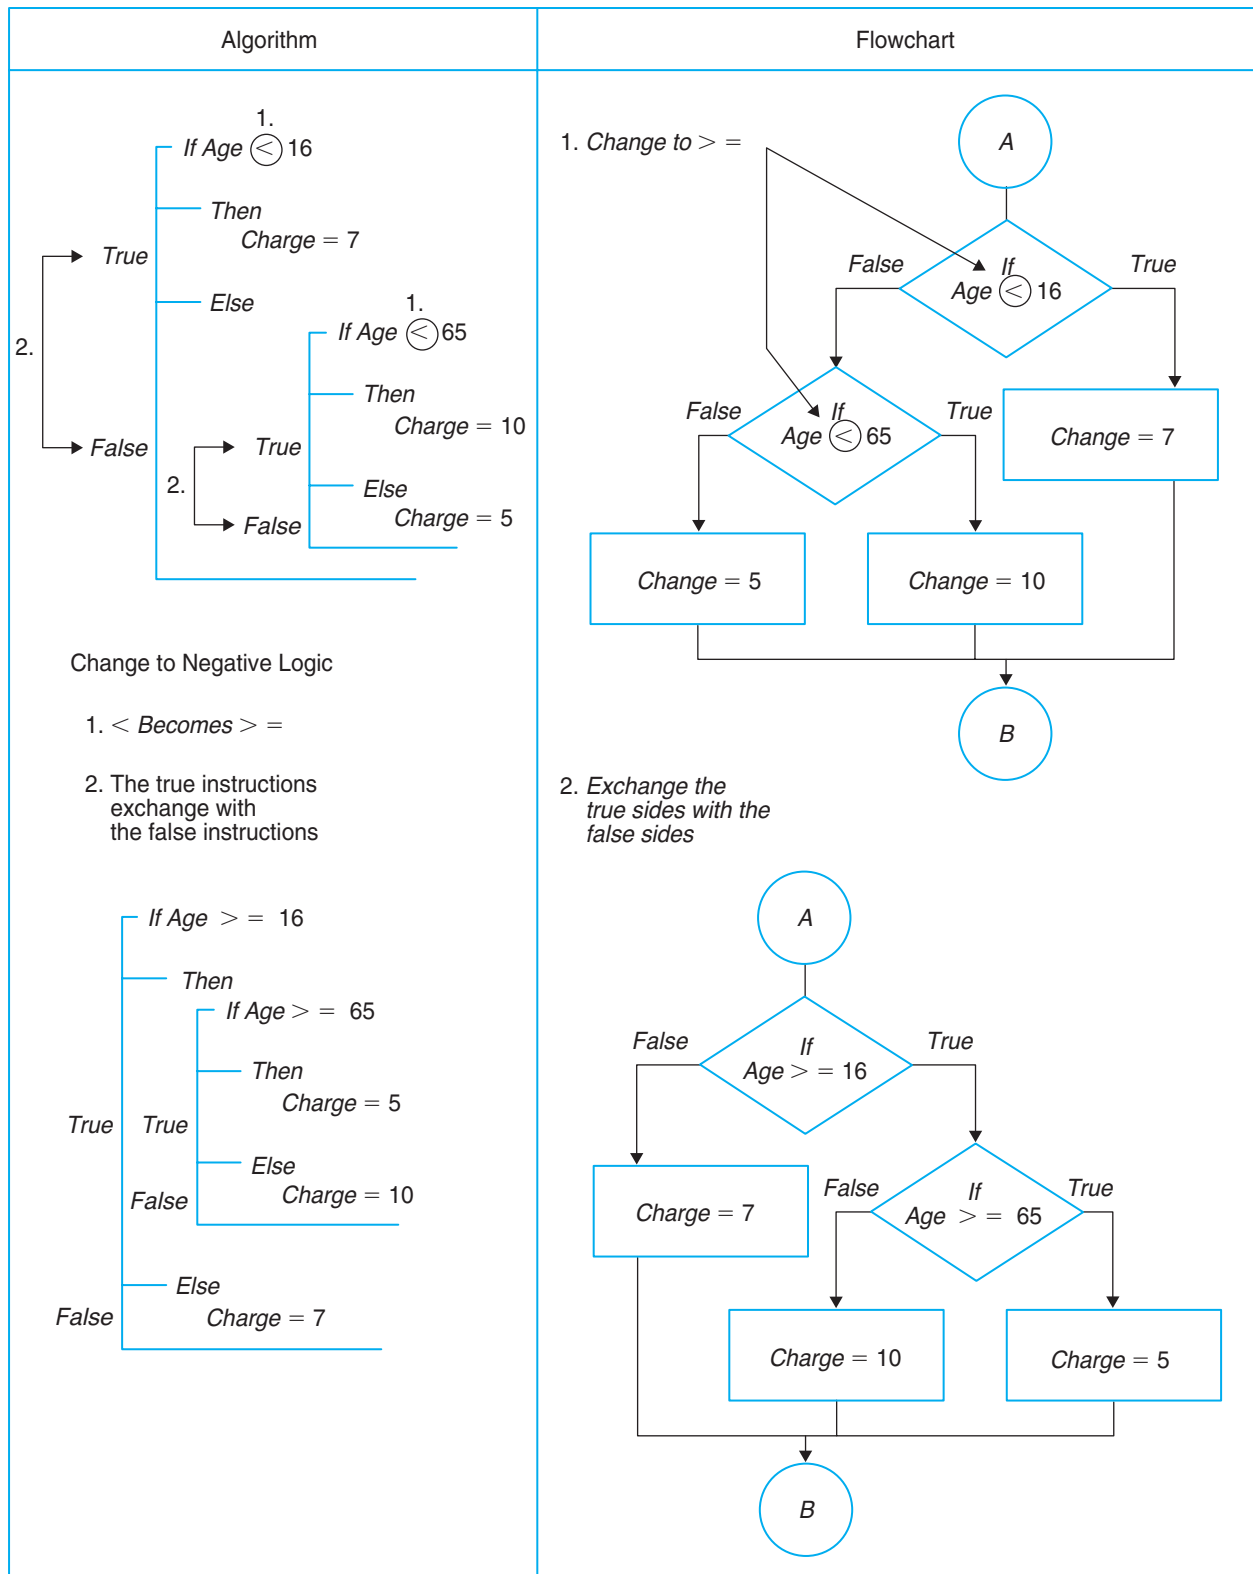 Algorithm
1.
If Age < 16
Then
Charge = 7
True
Else
2.
1.
If Age < 65
Then
Charge = 10
False
True
2.
Else
Charge = 5
False
Change to Negative Logic
1. < Becomes > =
2. The true instructions
exchange with
the false instructions
If Age > = 16
Then
If Age > = 65
Then
Charge = 5
True
True
Else
Charge = 10
False
Else
Charge = 7
False
Flowchart
1. Change to > =
A
False
If
Age < 16
True
False
If
Age < 65
True
Change = 7
Change = 5
Change = 10
B
2. Exchange the
true sides with the
false sides
A
False
If
Age > = 16
True
Charge = 7
False
If
Age > = 65
True
Charge = 10
Charge = 5
B